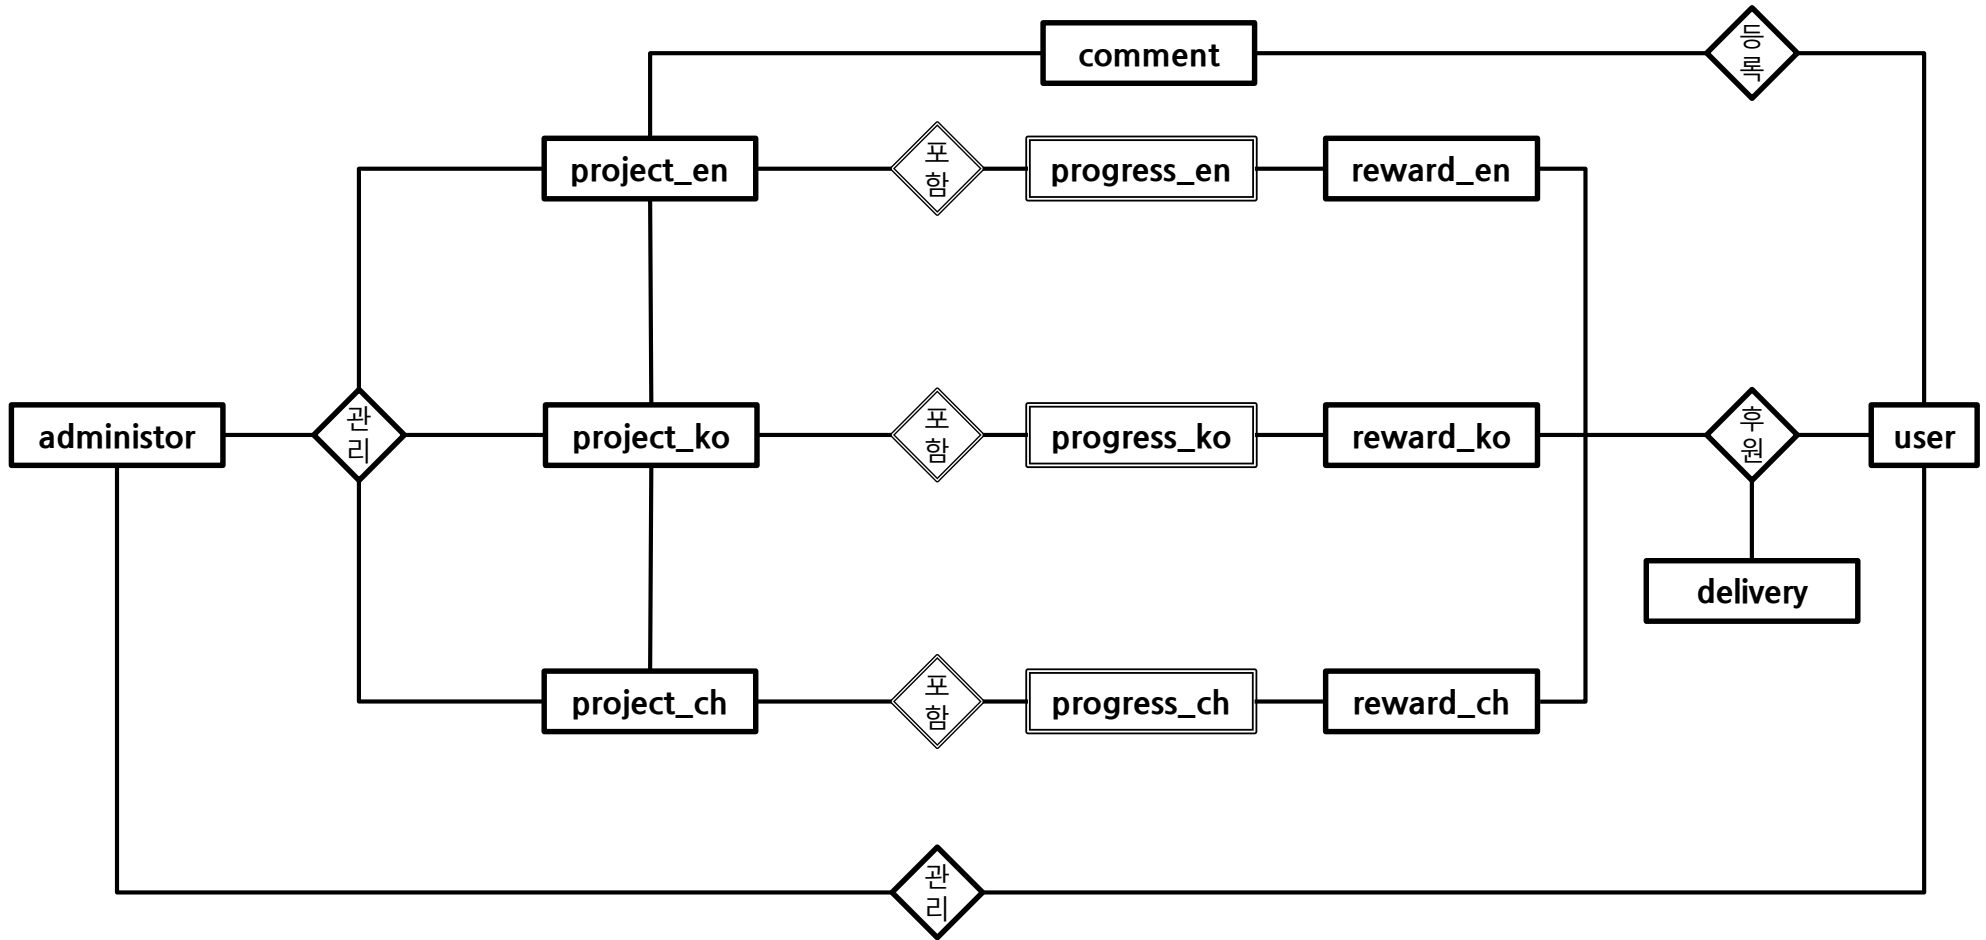 comment
등
록
project_en
포
함
progress_en
reward_en
administor
관
리
project_ko
포
함
progress_ko
reward_ko
후
원
user
delivery
project_ch
포
함
progress_ch
reward_ch
관
리